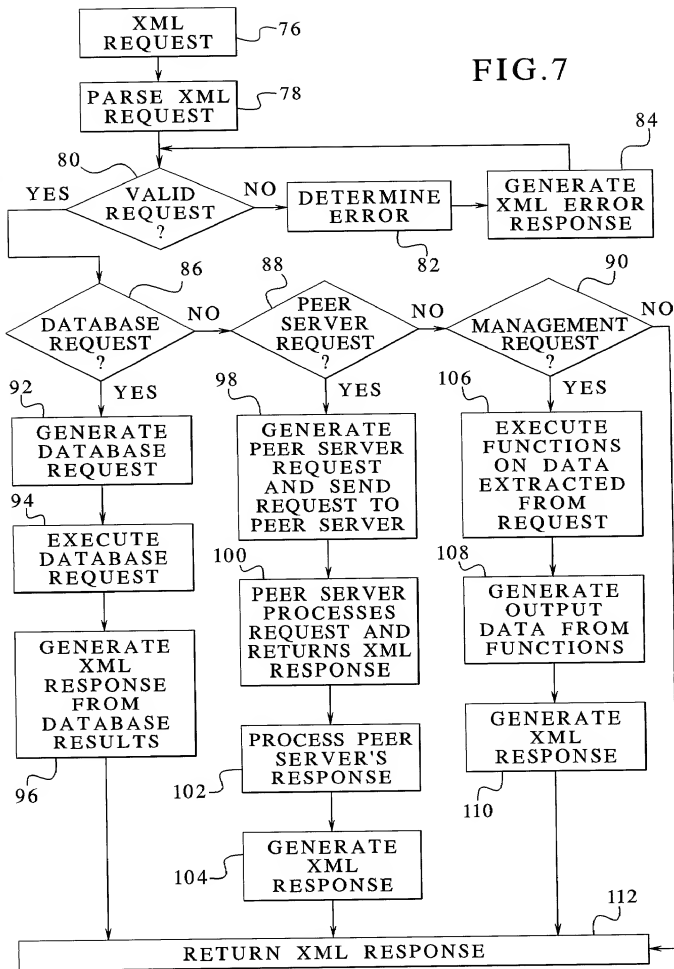 XML
REQUEST
76
FIG.7
PARSE XML
REQUEST
78
80
YES
VALID
REQUEST
?
NO
DETERMINE
ERROR
82
GENERATE
XML ERROR
RESPONSE
84
86
DATABASE
REQUEST
?
NO
YES
88
PEER
SERVER
REQUEST
?
NO
YES
90
MANAGEMENT
REQUEST
?
NO
YES
92
GENERATE
DATABASE
REQUEST
94
EXECUTE
DATABASE
REQUEST
GENERATE
XML
RESPONSE
FROM
DATABASE
RESULTS
96
98
GENERATE
PEER SERVER
REQUEST
AND SEND
REQUEST TO
PEER SERVER
100
PEER SERVER
PROCESSES
REQUEST AND
RETURNS XML
RESPONSE
PROCESS PEER
SERVER'S
RESPONSE
102
GENERATE
XML
RESPONSE
104
106
EXECUTE
FUNCTIONS
ON DATA
EXTRACTED
FROM
REQUEST
108
GENERATE
OUTPUT
DATA FROM
FUNCTIONS
GENERATE
XML
RESPONSE
110
112
RETURN XML RESPONSE